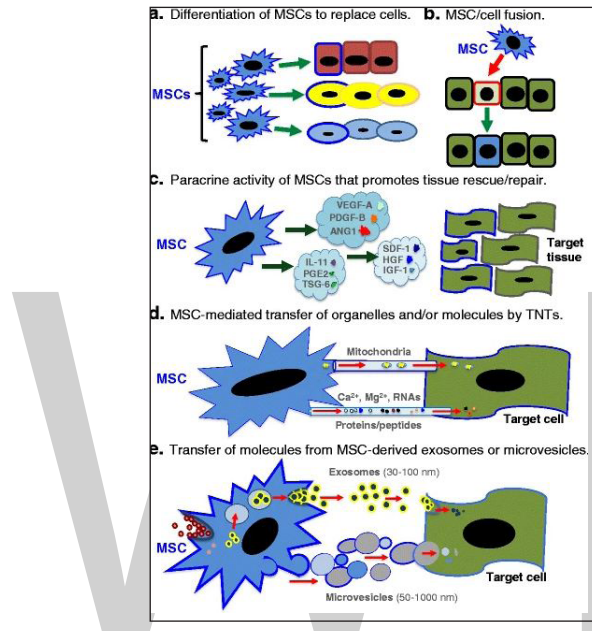 a. Differentiation of MSCs to replace cells.
b. MSC/cell fusion.
MSC
MSCs
c. Paracrine activity of MSCs that promotes tissue rescue/repair.
VEGF-A
PDGF-B
ANG1
MSC
SDF-1
HGF
IGF-1
IL-11
PGE2
TSG-6
Target
tissue
d. MSC-mediated transfer of organelles and/or molecules by TNTs.
Mitochondria
MSC
Ca²⁺, Mg²⁺, RNAs
Proteins/peptides
Target cell
e. Transfer of molecules from MSC-derived exosomes or microvesicles.
Exosomes (30-100 nm)
MSC
Target cell
Microvesicles (50-1000 nm)